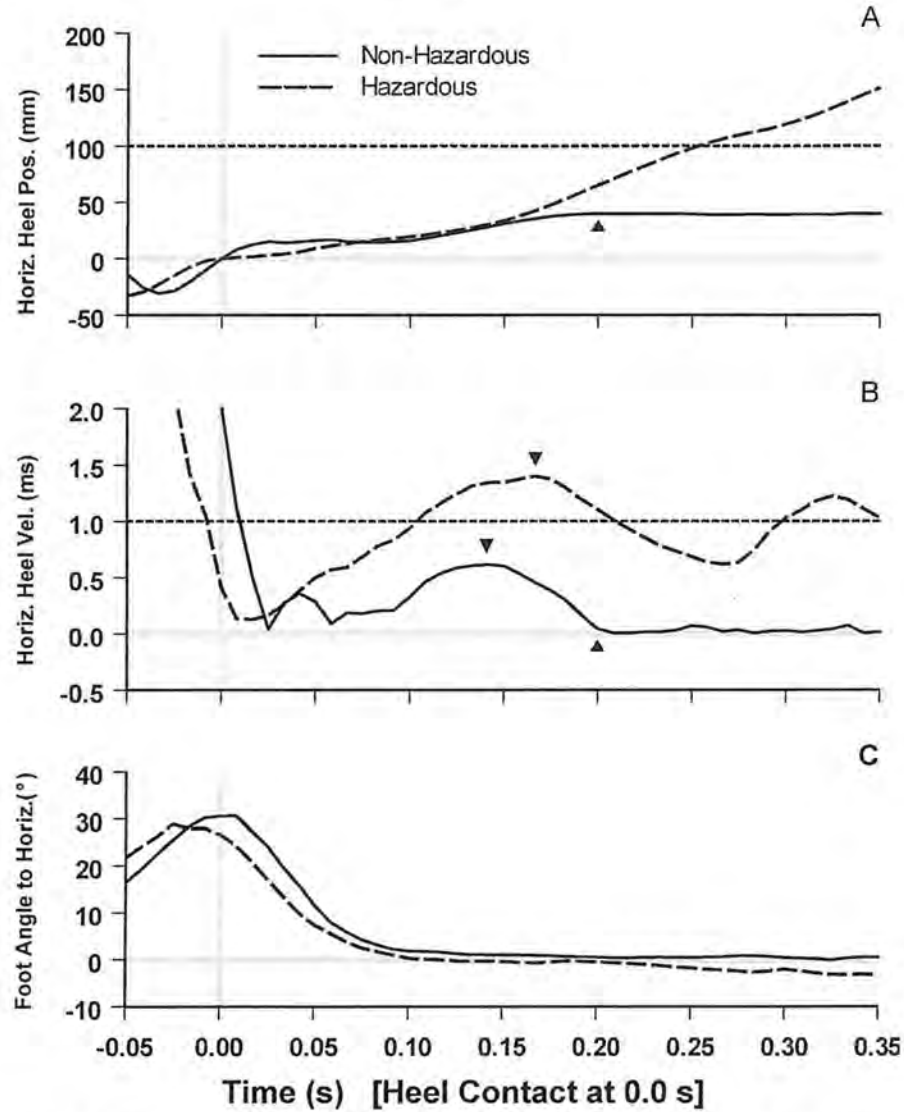 A
200
150
100
50
0
-50
Horiz. Heel Pos. (mm)
Non-Hazardous
Hazardous
B
2.0
1.5
1.0
0.5
0.0
-0.5
Horiz. Heel Vel. (ms)
C
40
30
20
10
0
-10
Foot Angle to Horiz.(°)
-0.05 0.00 0.05 0.10 0.15 0.20 0.25 0.30 0.35
Time (s) [Heel Contact at 0.0 s]